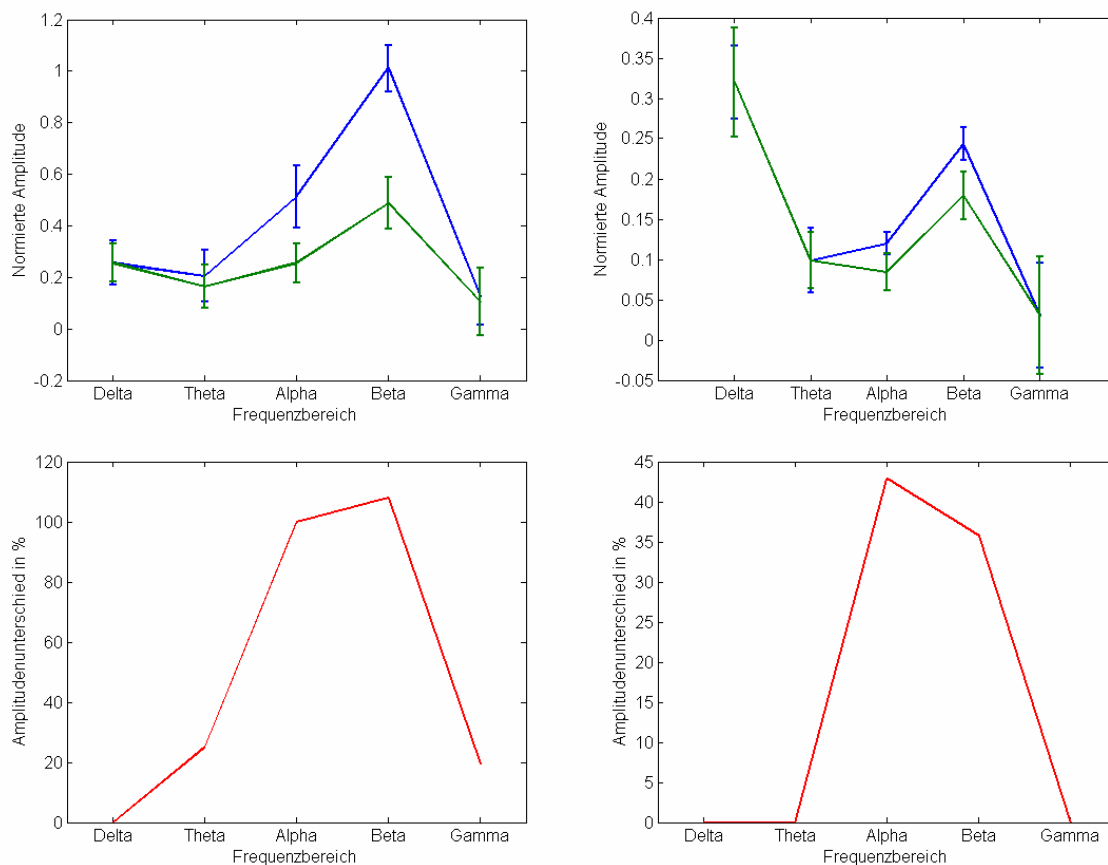 1.2
1
0.8
0.6
0.4
0.2
0
-0.2
Normierte Amplitude
Delta Theta Alpha Beta Gamma
Frequenzbereich
0.4
0.35
0.3
0.25
0.2
0.15
0.1
0.05
0
-0.05
Normierte Amplitude
Delta Theta Alpha Beta Gamma
Frequenzbereich
120
100
80
60
40
20
0
Amplitudenunterschied in %
Delta Theta Alpha Beta Gamma
Frequenzbereich
45
40
35
30
25
20
15
10
5
0
Amplitudenunterschied in %
Delta Theta Alpha Beta Gamma
Frequenzbereich